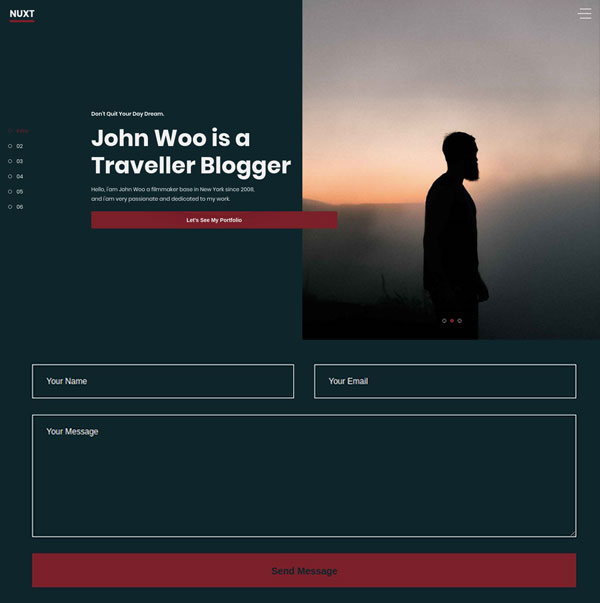 NUXT
Don't Quit Your Day Dream.
John Woo is a
Traveller Blogger
Hello, i'am John Woo a filmmaker base in New York since 2008,
and i'am very passionate and dedicated to my work.
Let's See My Portfolio
02
03
04
05
06
Your Name
Your Email
Your Message
Send Message